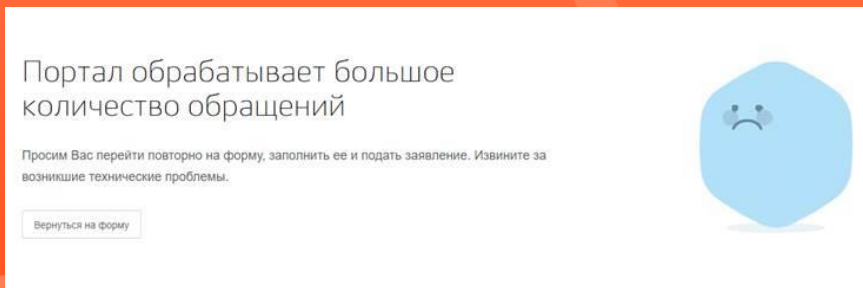 Портал обрабатывает большое
количество обращений
Просим Вас перейти повторно на форму, заполнить ее и подать заявление. Извините за
возникшие технические проблемы.
Вернуться на форму